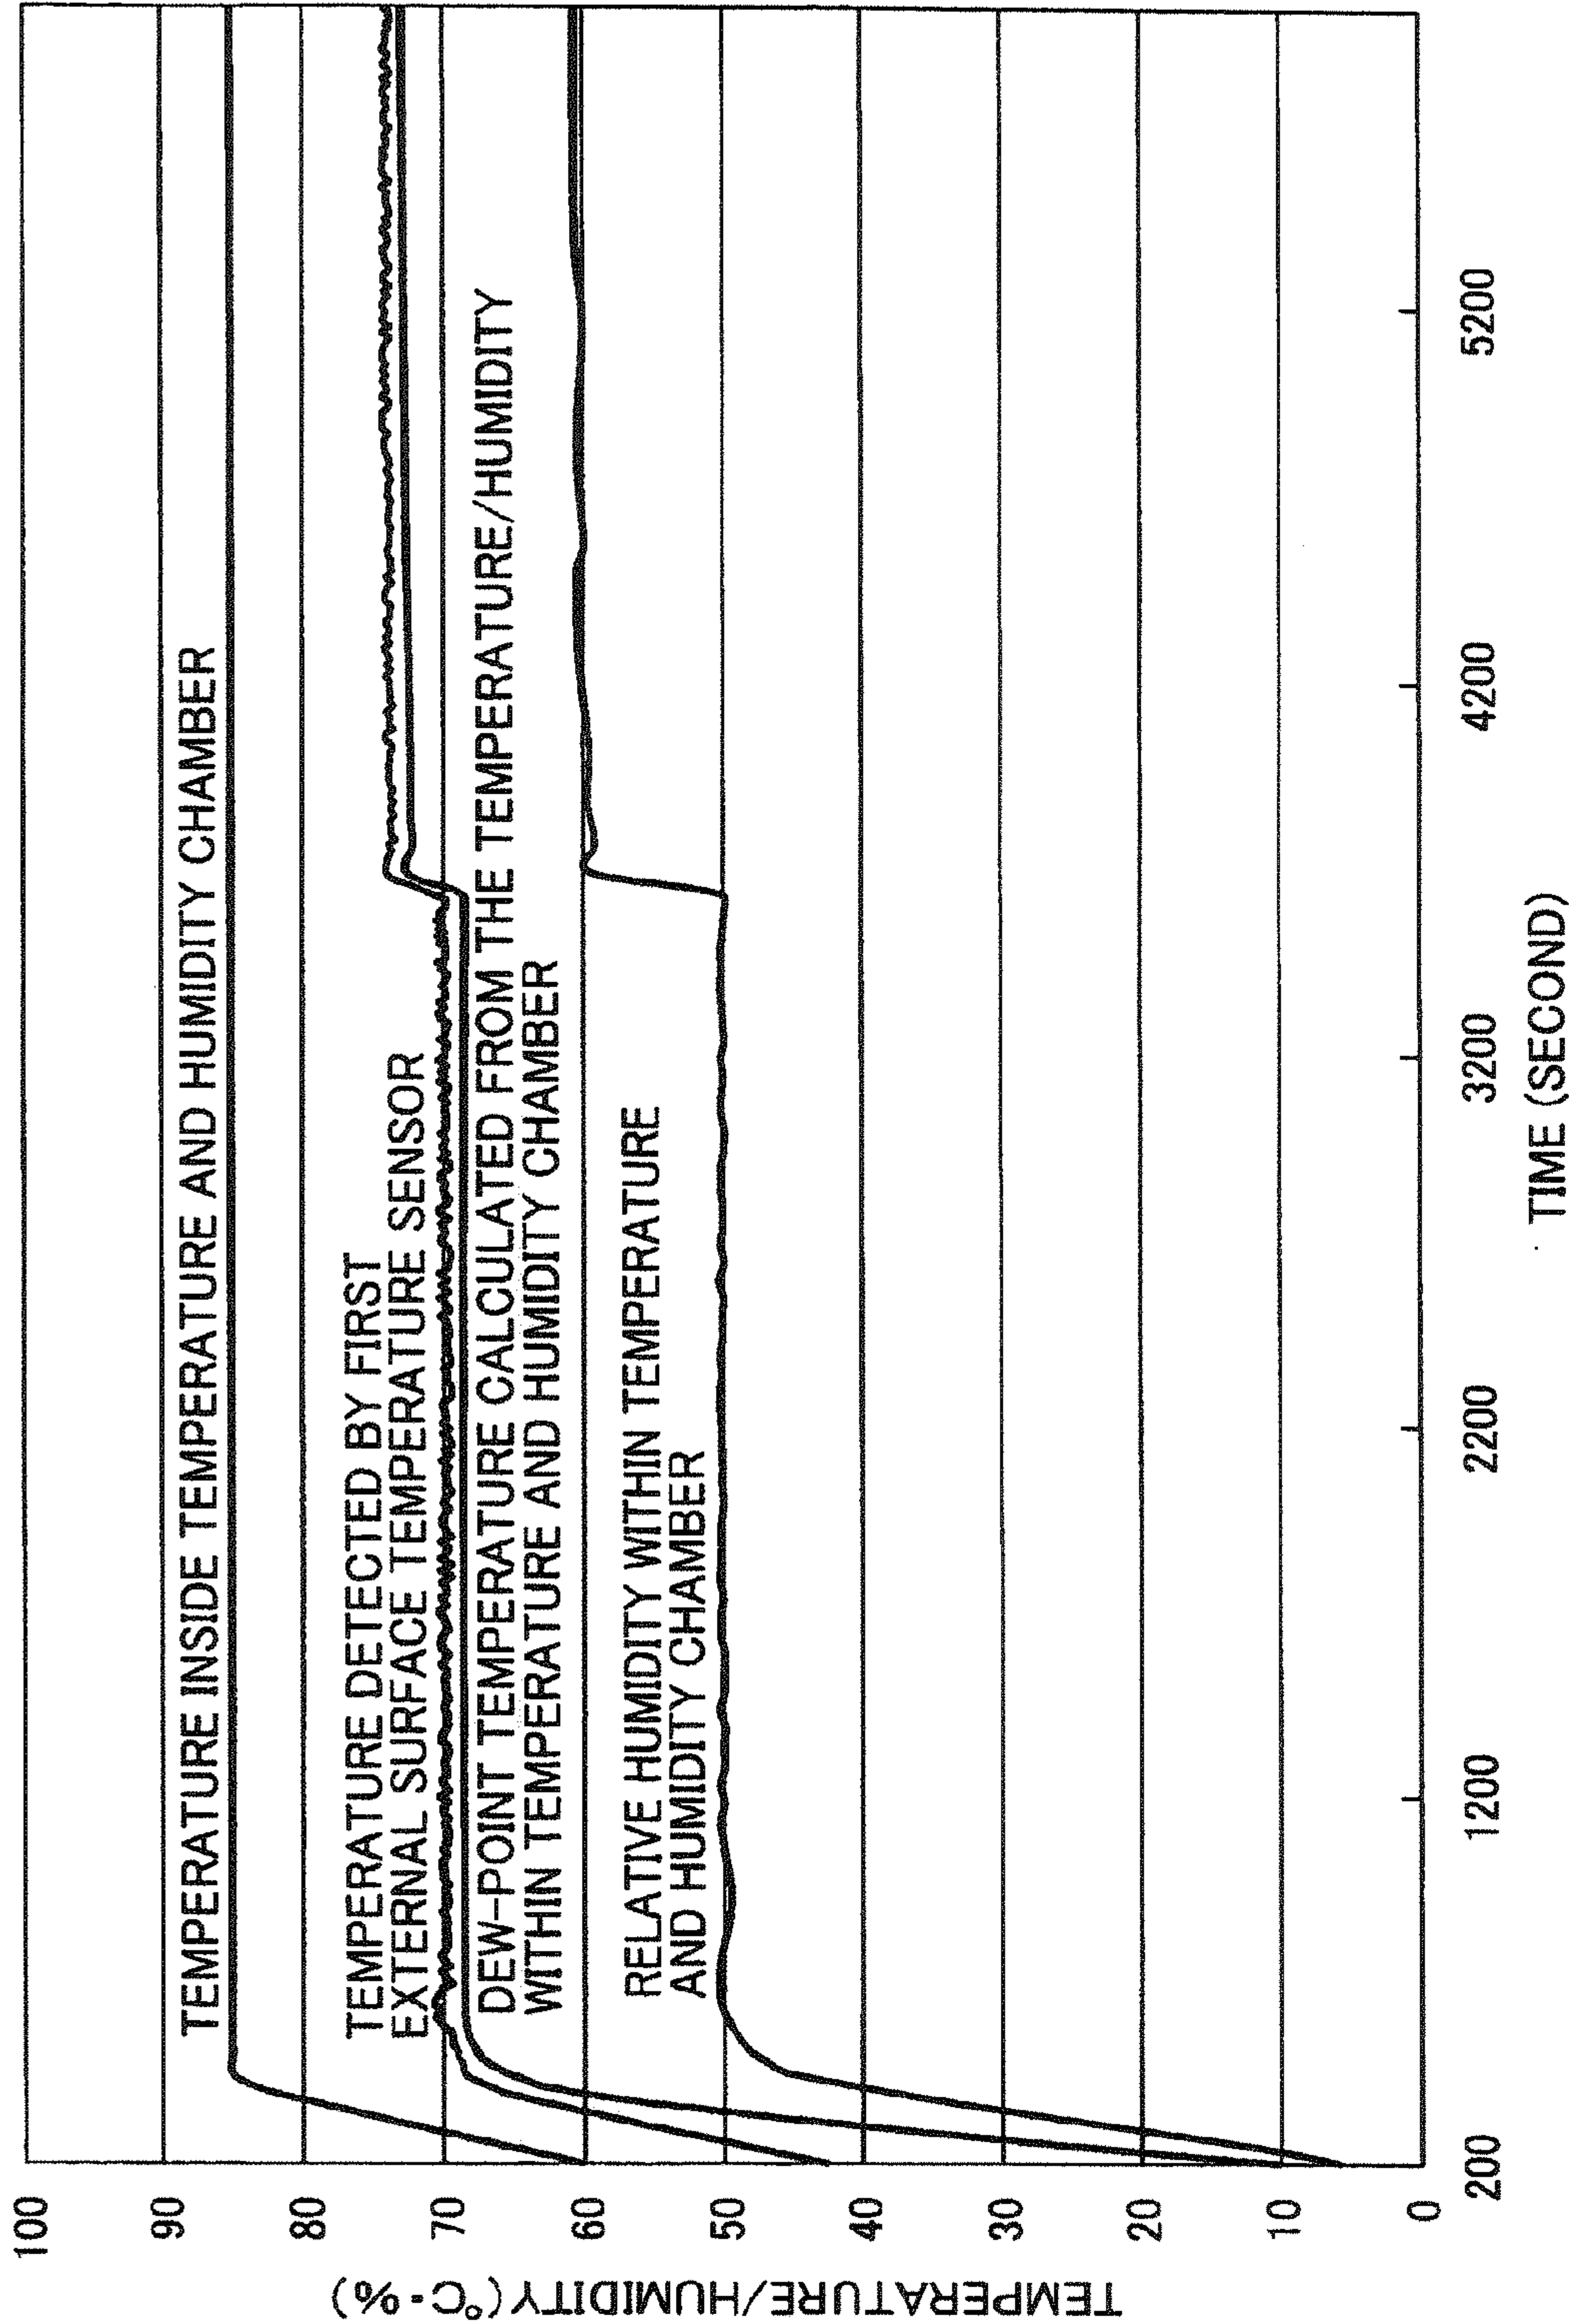 TEMPERATURE/HUMIDITY(°C・%)
100
90
80
70
60
50
40
30
20
10
0
TEMPERATURE INSIDE TEMPERATURE AND HUMIDITY CHAMBER
TEMPERATURE DETECTED BY FIRST
EXTERNAL SURFACE TEMPERATURE SENSOR
DEW-POINT TEMPERATURE CALCULATED FROM THE TEMPERATURE/HUMIDITY
WITHIN TEMPERATURE AND HUMIDITY CHAMBER
RELATIVE HUMIDITY WITHIN TEMPERATURE
AND HUMIDITY CHAMBER
200
1200
2200
3200
4200
5200
TIME (SECOND)